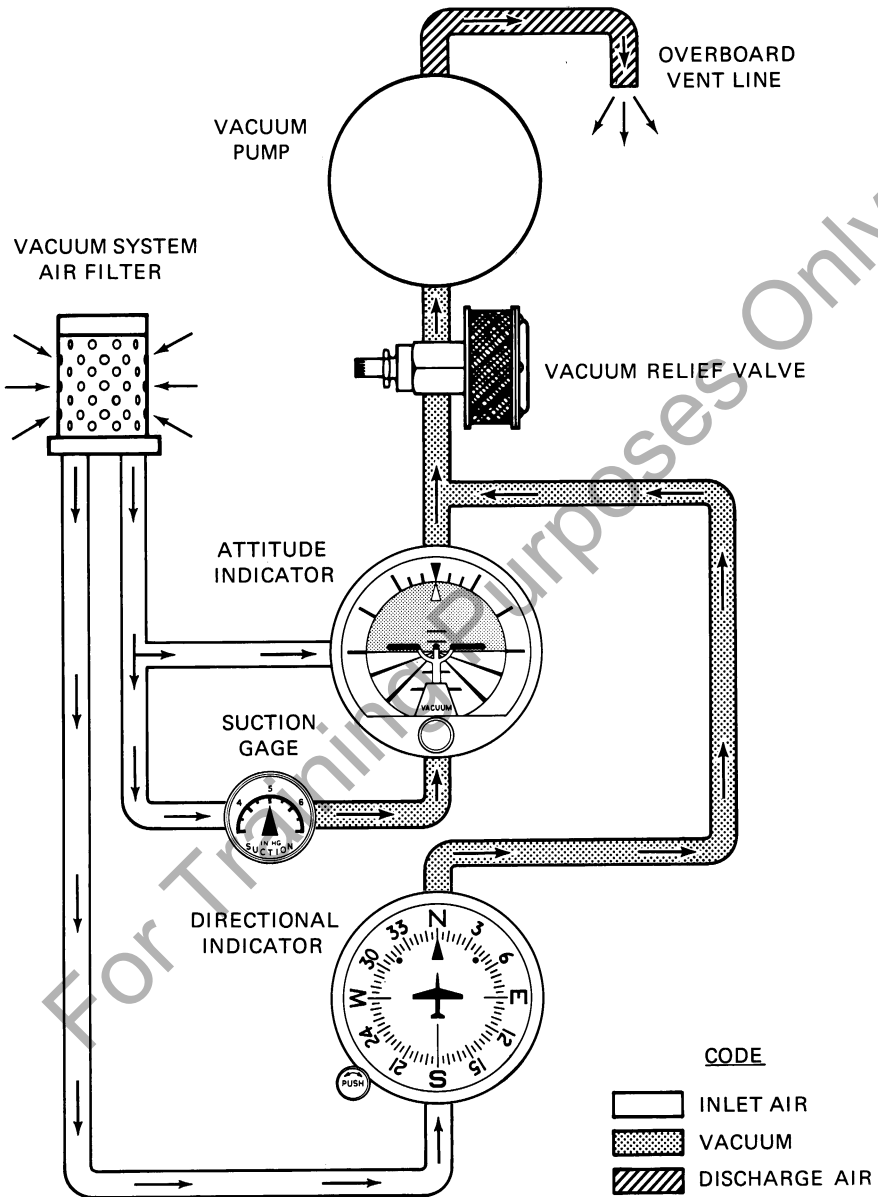 OVERBOARD
VENT LINE
VACUUM
PUMP
VACUUM SYSTEM
AIR FILTER
VACUUM RELIEF VALVE
ATTITUDE
INDICATOR
VACUUM
SUCTION
GAGE
4 5 6
IN HG
SUCTION
DIRECTIONAL
INDICATOR
N 3 6 E 12 15 S 21 24 W 30 33
PUSH
CODE
INLET AIR
VACUUM
DISCHARGE AIR
For Training Purposes Only